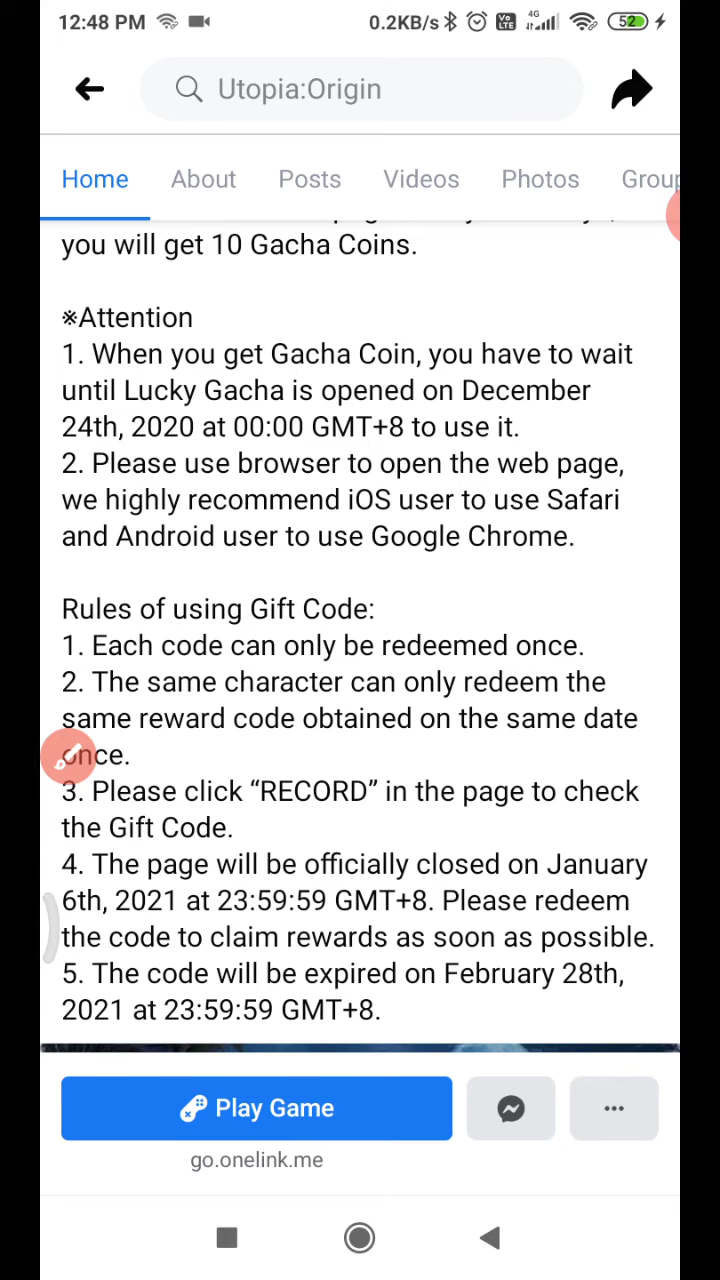 12:48 PM 0.2KB/s Vo LTE 4G 52
Utopia:Origin
Home About Posts Videos Photos Group
you will get 10 Gacha Coins.
※Attention
1. When you get Gacha Coin, you have to wait
until Lucky Gacha is opened on December
24th, 2020 at 00:00 GMT+8 to use it.
2. Please use browser to open the web page,
we highly recommend iOS user to use Safari
and Android user to use Google Chrome.
Rules of using Gift Code:
1. Each code can only be redeemed once.
2. The same character can only redeem the
same reward code obtained on the same date
once.
3. Please click “RECORD” in the page to check
the Gift Code.
4. The page will be officially closed on January
6th, 2021 at 23:59:59 GMT+8. Please redeem
the code to claim rewards as soon as possible.
5. The code will be expired on February 28th,
2021 at 23:59:59 GMT+8.
Play Game
go.onelink.me